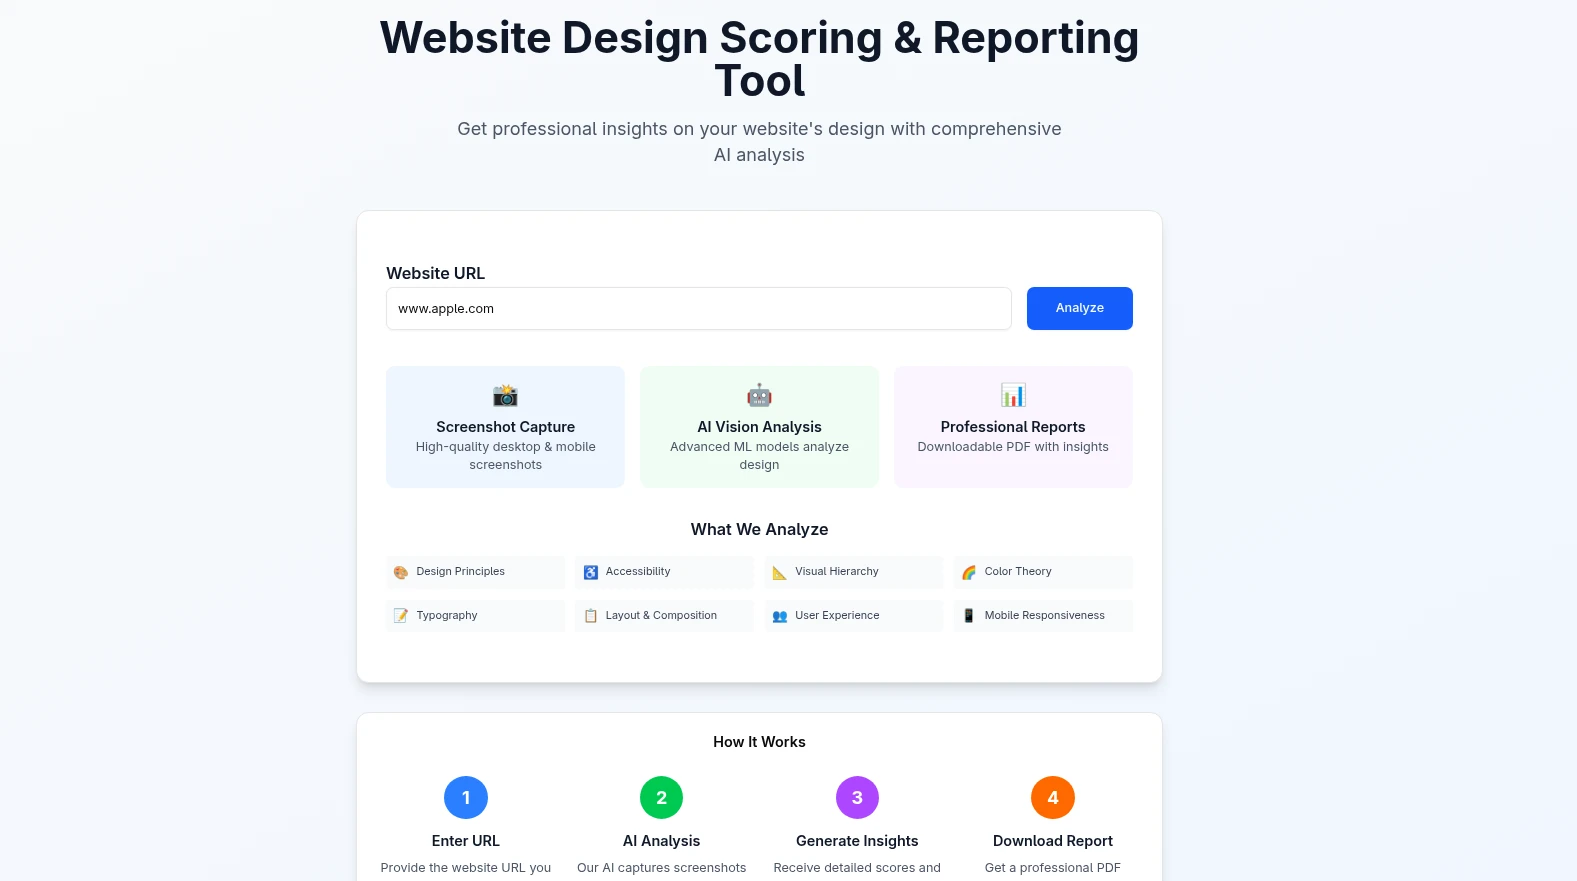 Website Design Scoring & Reporting
Tool
Get professional insights on your website's design with comprehensive
AI analysis
Website URL
www.apple.com
Analyze
Screenshot Capture
High-quality desktop & mobile
screenshots
AI Vision Analysis
Advanced ML models analyze
design
Professional Reports
Downloadable PDF with insights
What We Analyze
Design Principles
Accessibility
Visual Hierarchy
Color Theory
Typography
Layout & Composition
User Experience
Mobile Responsiveness
How It Works
1
Enter URL
Provide the website URL you
2
AI Analysis
Our AI captures screenshots
3
Generate Insights
Receive detailed scores and
4
Download Report
Get a professional PDF